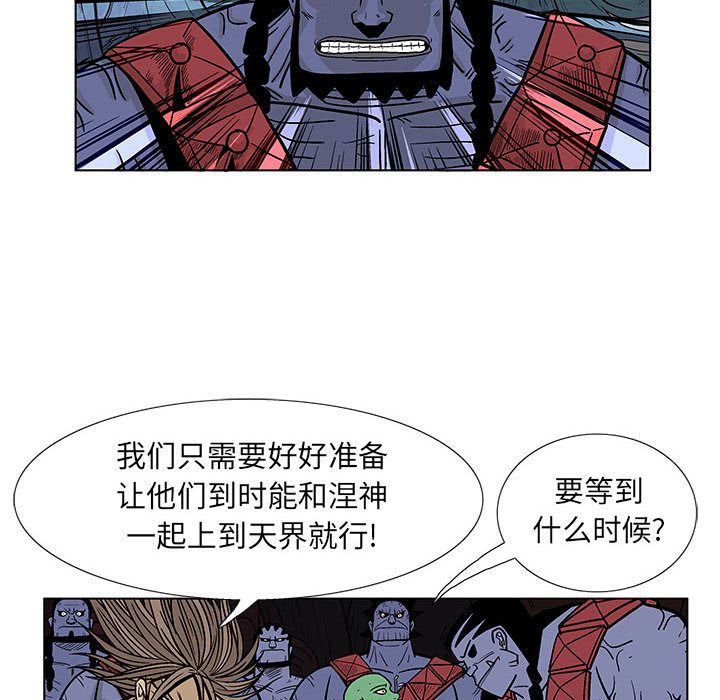 我们只需要好好准备
让他们到时能和涅神
一起上到天界就行!
要等到
什么时候?